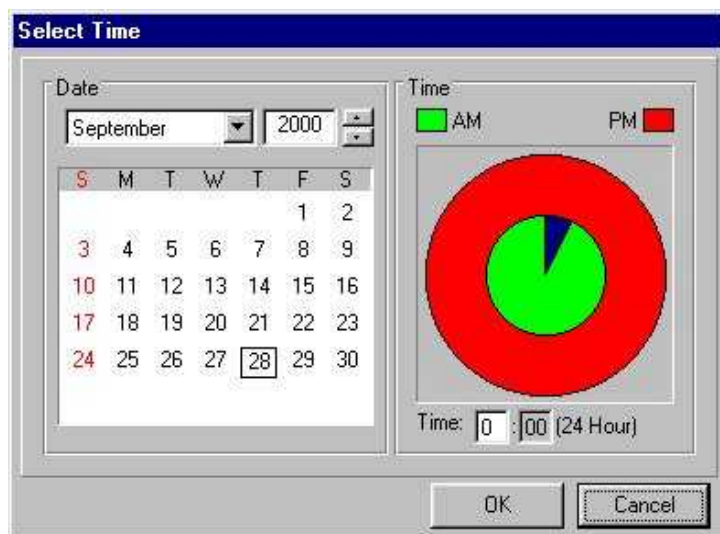 Select Time
Date
September 2000
S M T W T F S
1 2
3 4 5 6 7 8 9
10 11 12 13 14 15 16
17 18 19 20 21 22 23
24 25 26 27 28 29 30
Time
AM PM
Time: 0 : 00 (24 Hour)
OK Cancel